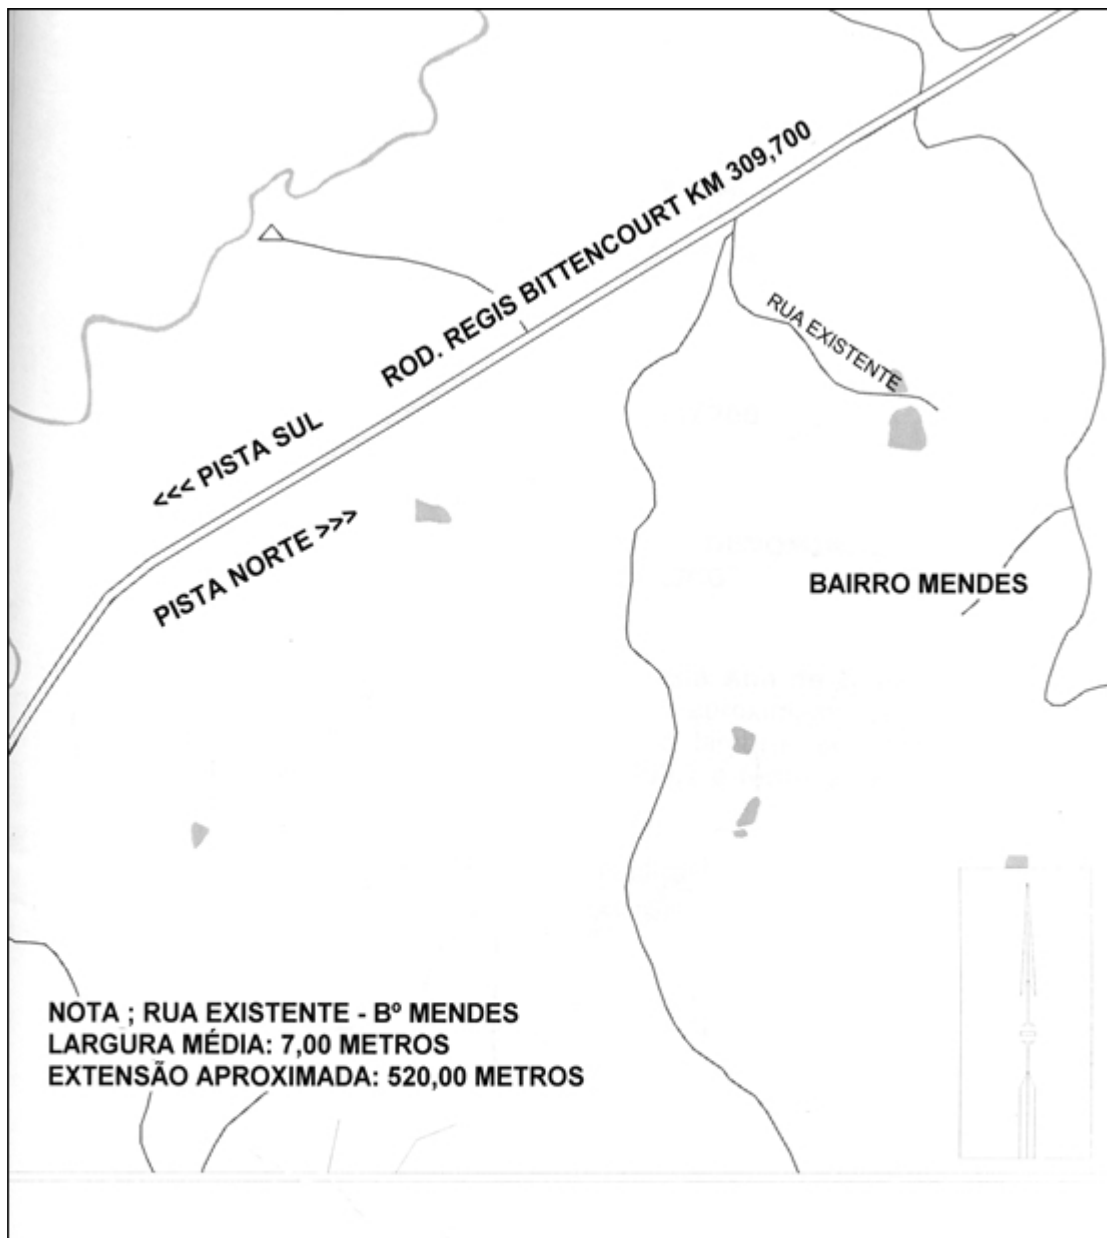 ROD. REGIS BITTENCOURT KM 309,700
RUA EXISTENTE
<<< PISTA SUL
PISTA NORTE >>>
BAIRRO MENDES
NOTA ; RUA EXISTENTE - Bº MENDES
LARGURA MÉDIA: 7,00 METROS
EXTENSÃO APROXIMADA: 520,00 METROS